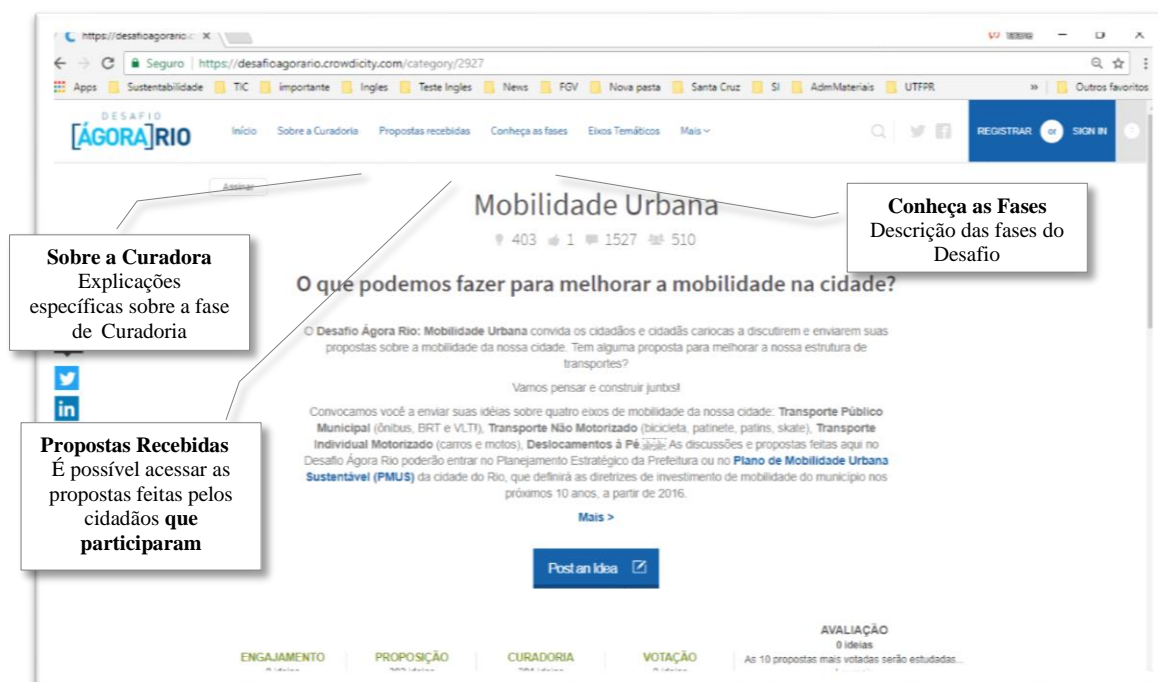 https://desafioagorario.c
Seguro | https://desafioagorario.crowdicity.com/category/2927
Apps Sustentabilidade TIC importante Ingles Teste Ingles News FGV Nova pasta Santa Cruz SI AdmMateriais UTFPR » Outros favoritos
DESAFIO
[ÁGORA]RIO
Início Sobre a Curadoria Propostas recebidas Conheça as fases Eixos Temáticos Mais
REGISTRAR or SIGN IN
Assinar
Mobilidade Urbana
403 1 1527 510
Conheça as Fases
Descrição das fases do
Desafio
Sobre a Curadora
Explicações
específicas sobre a fase
de Curadoria
O que podemos fazer para melhorar a mobilidade na cidade?
O Desafio Ágora Rio: Mobilidade Urbana convida os cidadãos e cidadãs cariocas a discutirem e enviarem suas
propostas sobre a mobilidade da nossa cidade. Tem alguma proposta para melhorar a nossa estrutura de
transportes?
Vamos pensar e construir juntxs!
in
Convocamos você a enviar suas idéias sobre quatro eixos de mobilidade da nossa cidade: Transporte Público
Municipal (ônibus, BRT e VLT!), Transporte Não Motorizado (bicicleta, patinete, patins, skate), Transporte
Individual Motorizado (carros e motos), Deslocamentos à Pé As discussões e propostas feitas aqui no
Desafio Ágora Rio poderão entrar no Planejamento Estratégico da Prefeitura ou no Plano de Mobilidade Urbana
Sustentável (PMUS) da cidade do Rio, que definirá as diretrizes de investimento de mobilidade do município nos
próximos 10 anos, a partir de 2016.
Propostas Recebidas
É possível acessar as
propostas feitas pelos
cidadãos que
participaram
Mais >
Post an Idea
ENGAJAMENTO PROPOSIÇÃO CURADORIA VOTAÇÃO
AVALIAÇÃO
0 ideias
As 10 propostas mais votadas serão estudadas...